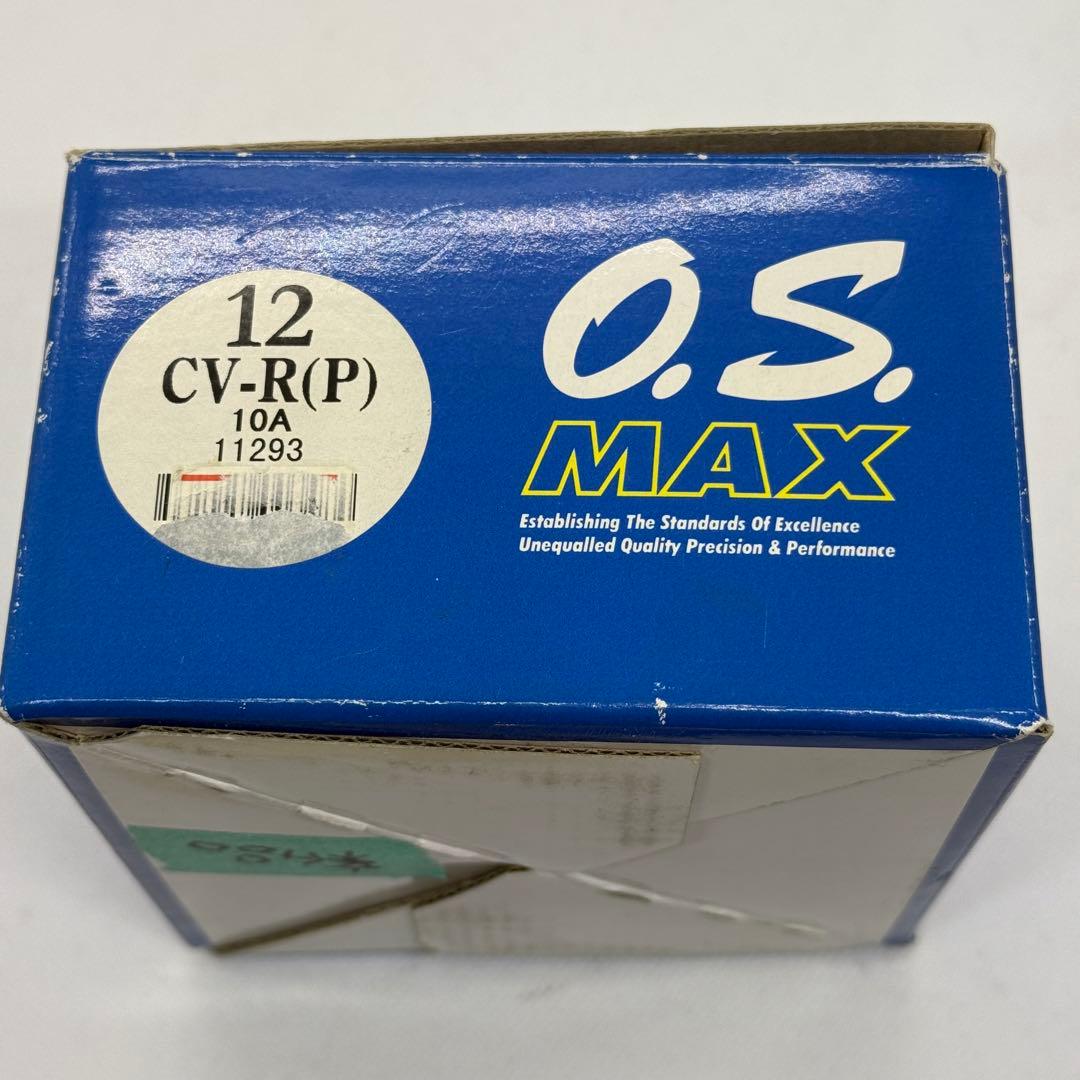 12
CV-R(P)
10A
11293
O.S.
MAX
Establishing The Standards Of Excellence
Unequalled Quality Precision & Performance